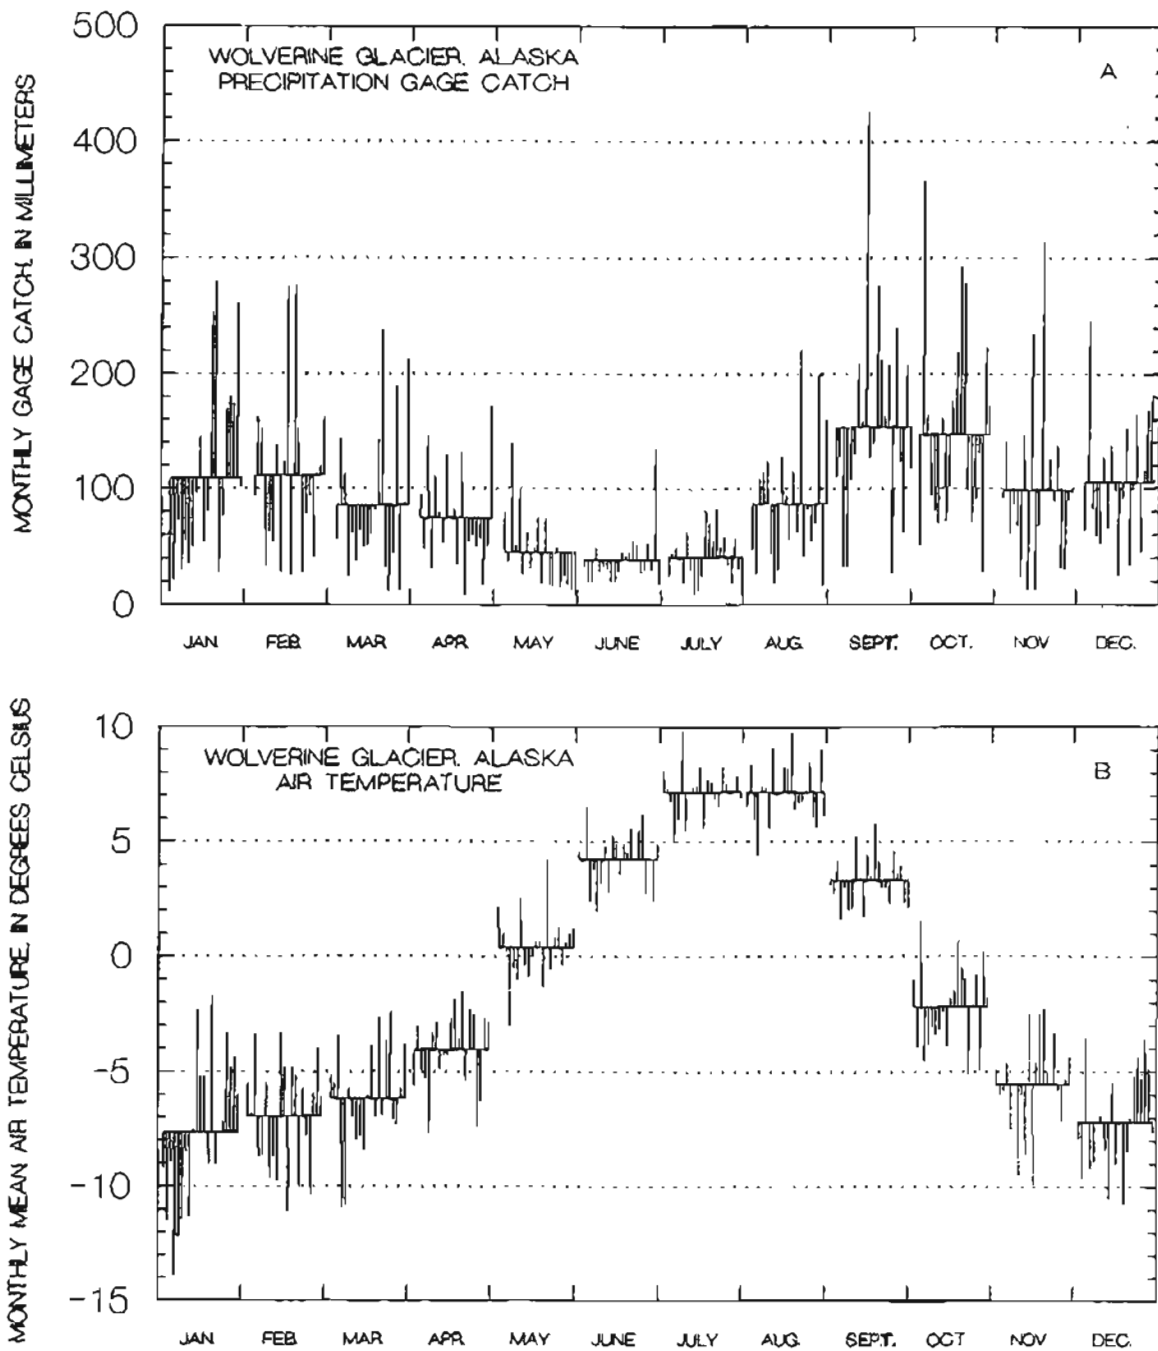 WOLVERINE GLACIER, ALASKA
PRECIPITATION GAGE CATCH
A
MONTHLY GAGE CATCH, IN MILLIMETERS
500
400
300
200
100
0
JAN. FEB. MAR. APR. MAY JUNE JULY AUG. SEPT. OCT. NOV. DEC.
WOLVERINE GLACIER, ALASKA
AIR TEMPERATURE
B
MONTHLY MEAN AIR TEMPERATURE, IN DEGREES CELSIUS
10
5
0
-5
-10
-15
JAN. FEB. MAR. APR. MAY JUNE JULY AUG. SEPT. OCT. NOV. DEC.